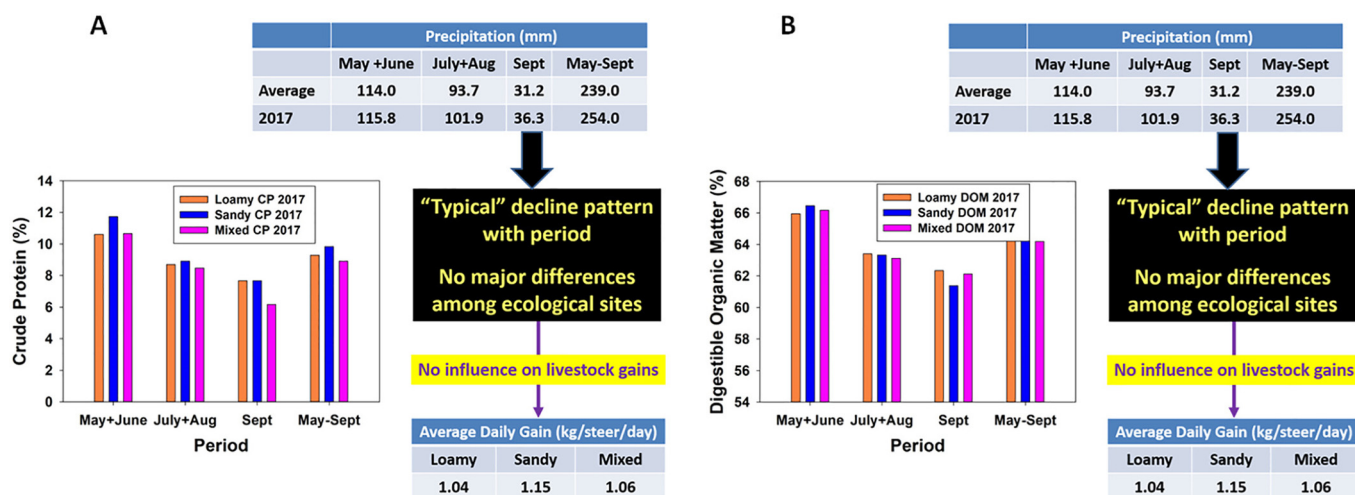 A
Precipitation (mm)
May +June July+Aug Sept May-Sept
Average 114.0 93.7 31.2 239.0
2017 115.8 101.9 36.3 254.0
Crude Protein (%)
14
12
10
8
6
4
2
0
Loamy CP 2017
Sandy CP 2017
Mixed CP 2017
May+June July+Aug Sept May-Sept
Period
“Typical” decline pattern
with period
No major differences
among ecological sites
No influence on livestock gains
Average Daily Gain (kg/steer/day)
Loamy Sandy Mixed
1.04 1.15 1.06
B
Precipitation (mm)
May +June July+Aug Sept May-Sept
Average 114.0 93.7 31.2 239.0
2017 115.8 101.9 36.3 254.0
Digestible Organic Matter (%)
68
66
64
62
60
58
56
54
Loamy DOM 2017
Sandy DOM 2017
Mixed DOM 2017
May+June July+Aug Sept May-Sept
Period
“Typical” decline pattern
with period
No major differences
among ecological sites
No influence on livestock gains
Average Daily Gain (kg/steer/day)
Loamy Sandy Mixed
1.04 1.15 1.06